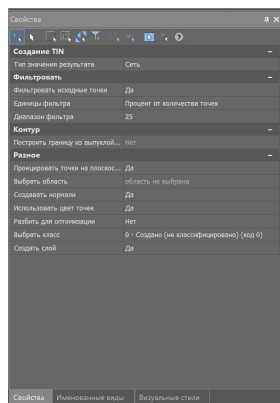 Свойства
Создание TIN
Тип значения результата Сеть
Фильтровать
Фильтровать исходные точки Да
Единицы фильтра Процент от количества точек
Диапазон фильтра 25
Контур
Построить границу из выпуклой... Нет
Разное
Проецировать точки на плоскос... Да
Выбрать область область не выбрана
Создавать нормали Да
Использовать цвет точек Да
Разбить для оптимизации Нет
Выбрать класс 0 - Создано (не классифицировано) (код 0)
Создать слой Да
Свойства Именованные виды Визуальные стили